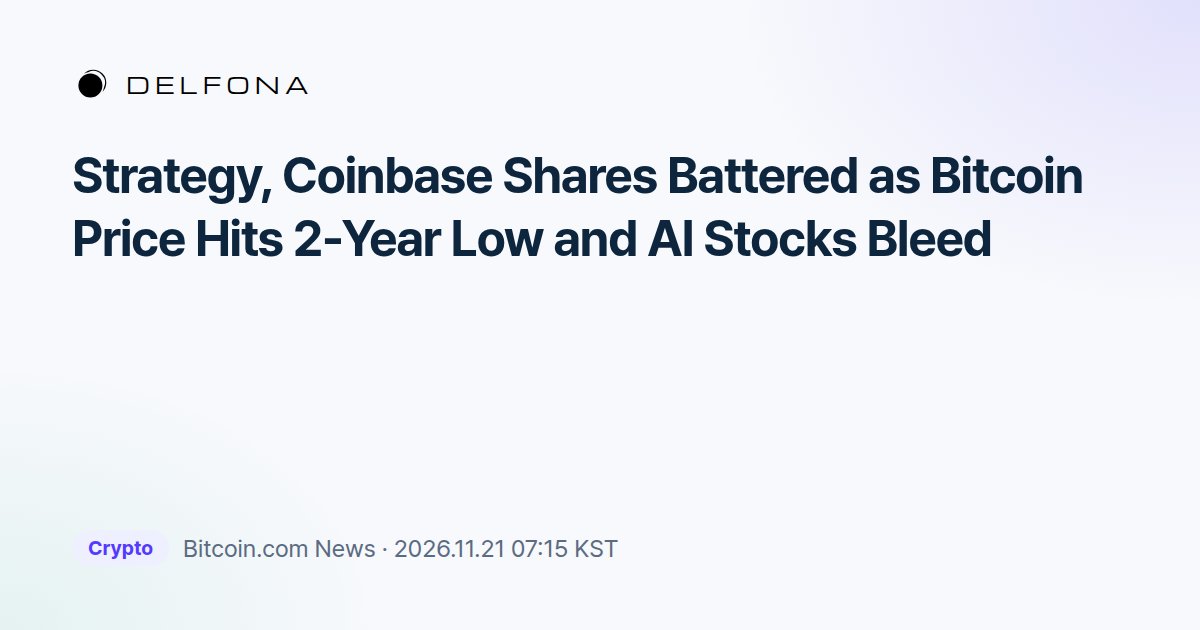 DELFONA
Strategy, Coinbase Shares Battered as Bitcoin
Price Hits 2-Year Low and AI Stocks Bleed
Crypto Bitcoin.com News · 2026.11.21 07:15 KST